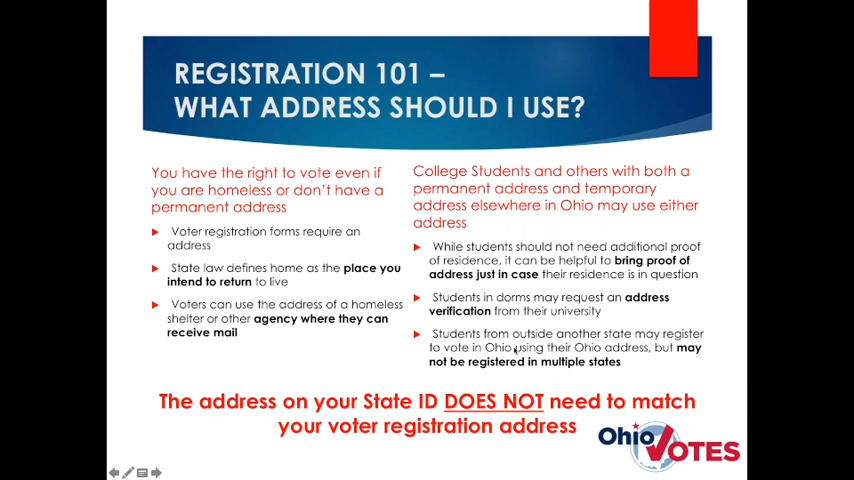 REGISTRATION 101 –
WHAT ADDRESS SHOULD I USE?
You have the right to vote even if
you are homeless or don't have a
permanent address
Voter registration forms require an
address
State law defines home as the place you
intend to return to live
Voters can use the address of a homeless
shelter or other agency where they can
receive mail
College Students and others with both a
permanent address and temporary
address elsewhere in Ohio may use either
address
While students should not need additional proof
of residence, it can be helpful to bring proof of
address just in case their residence is in question
Students in dorms may request an address
verification from their university
Students from outside another state may register
to vote in Ohio using their Ohio address, but may
not be registered in multiple states
The address on your State ID DOES NOT need to match
your voter registration address
Ohio VOTES